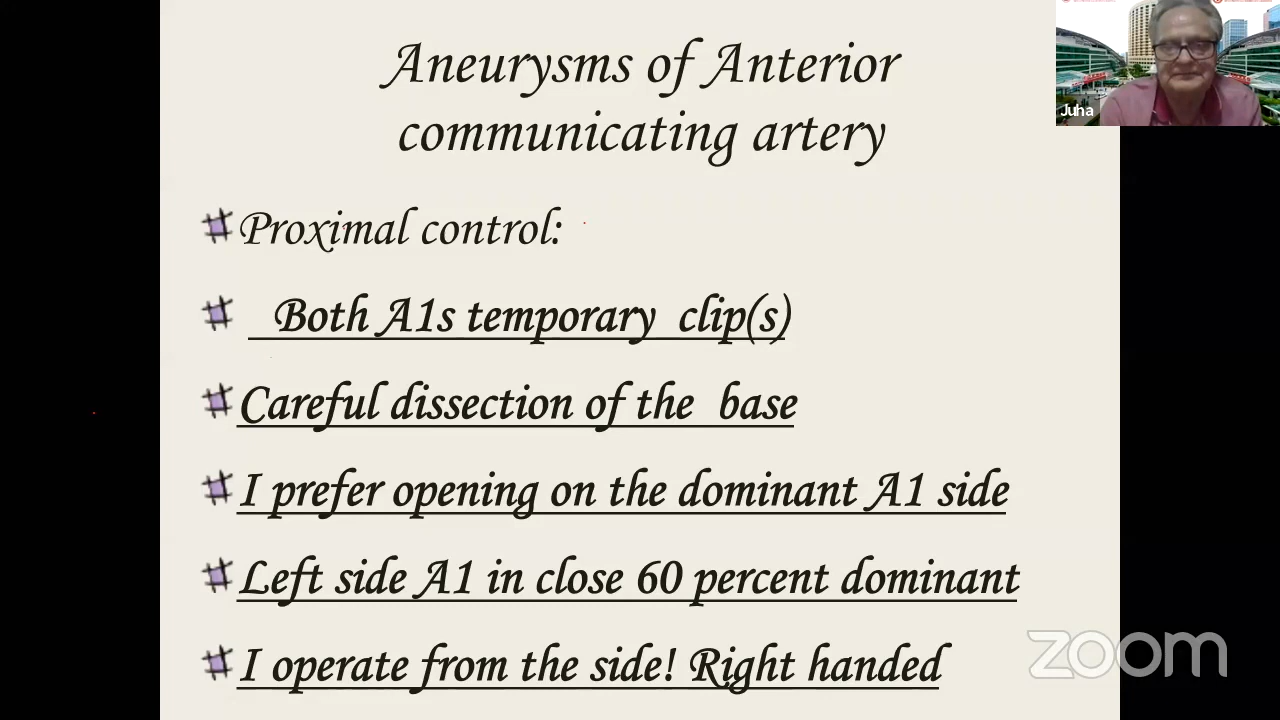 Aneurysms of Anterior
communicating artery
Juha
Proximal control:
Both A1s temporary clip(s)
Careful dissection of the base
I prefer opening on the dominant A1 side
Left side A1 in close 60 percent dominant
I operate from the side! Right handed
zoom